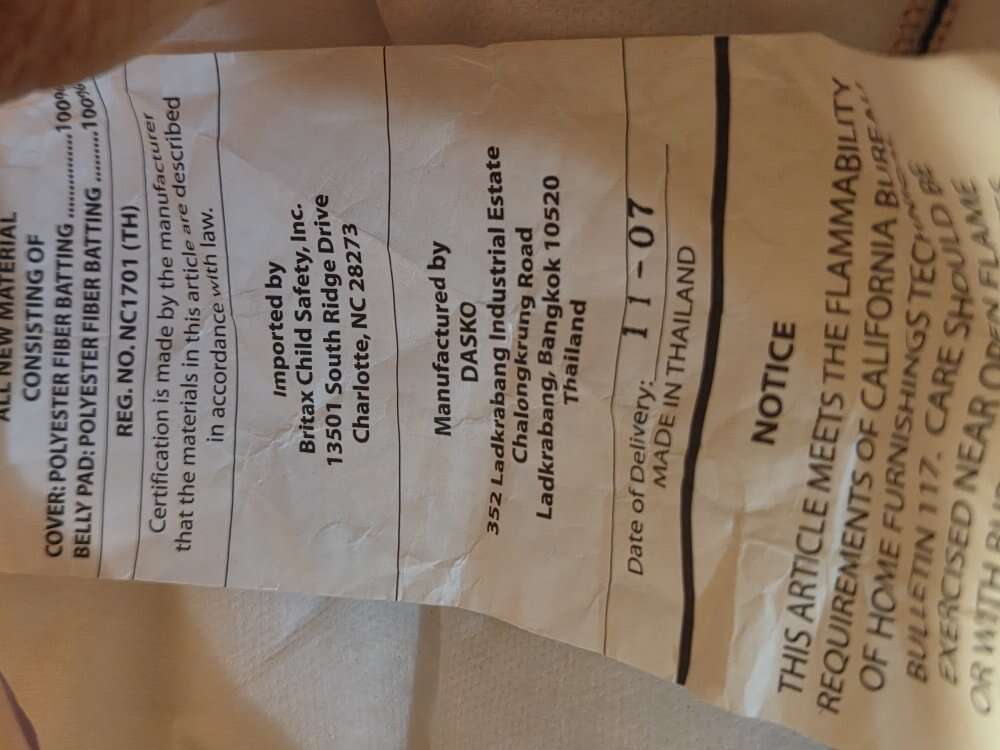 ALL NEW MATERIAL
CONSISTING OF
COVER: POLYESTER FIBER BATTING ..............100%
BELLY PAD: POLYESTER FIBER BATTING .........100%
REG. NO. NC1701 (TH)
Certification is made by the manufacturer
that the materials in this article are described
in accordance with law.
Imported by
Britax Child Safety, Inc.
13501 South Ridge Drive
Charlotte, NC 28273
Manufactured by
DASKO
352 Ladkrabang Industrial Estate
Chalongkrung Road
Ladkrabang, Bangkok 10520
Thailand
Date of Delivery: 11-07
MADE IN THAILAND
NOTICE
THIS ARTICLE MEETS THE FLAMMABILITY
REQUIREMENTS OF CALIFORNIA BUREAU
OF HOME FURNISHINGS TECHNICAL
BULLETIN 117. CARE SHOULD BE
EXERCISED NEAR OPEN FLAME
OR WITH